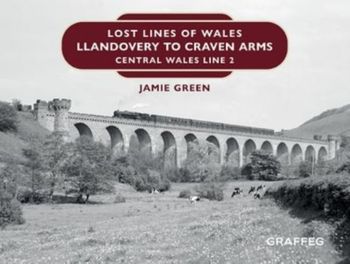 LOST LINES OF WALES
LLANDOVERY TO CRAVEN ARMS
CENTRAL WALES LINE 2
JAMIE GREEN
GRAFFEG